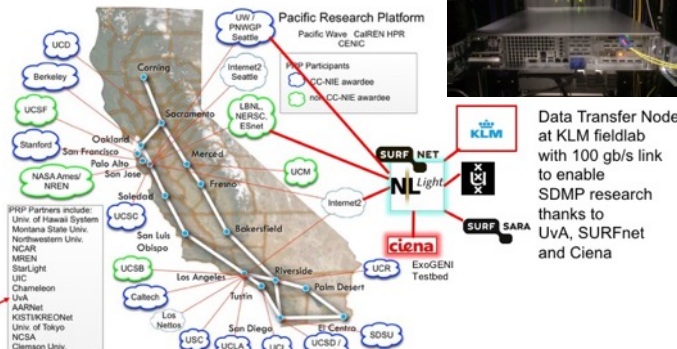 Pacific Research Platform
Pacific Wave CalREN HPR
CENIC
PRP Participants
CC-NIE awardee
non CC-NIE awardee
UW /
PNWGP
Seattle
Internet2
Seattle
LBNL,
NERSC,
ESnet
UCD
Berkeley
UCSF
Stanford
NASA Ames/
NREN
Corning
Sacramento
Oakland
San Francisco
Palo Alto
San Jose
Merced
Fresno
UCM
Soledad
UCSC
San Luis
Obispo
Bakersfield
Internet2
UCSB
Los Angeles
Riverside
UCR
Caltech
Tustin
Palm Desert
Los
Nettos
San Diego
El Centro
USC
UCLA
UCI
UCSD /
SDSU
PRP Partners include:
Univ. of Hawaii System
Montana State Univ.
Northwestern Univ.
NCAR
MREN
StarLight
UIC
Chameleon
UvA
AARNet
KISTI/KREONet
Univ. of Tokyo
NCSA
Clemson Univ.
SURF NET
NL Light
KLM
SURF SARA
ciena
ExoGENI
Testbed
Data Transfer Node
at KLM fieldlab
with 100 gb/s link
to enable
SDMP research
thanks to
UvA, SURFnet
and Ciena